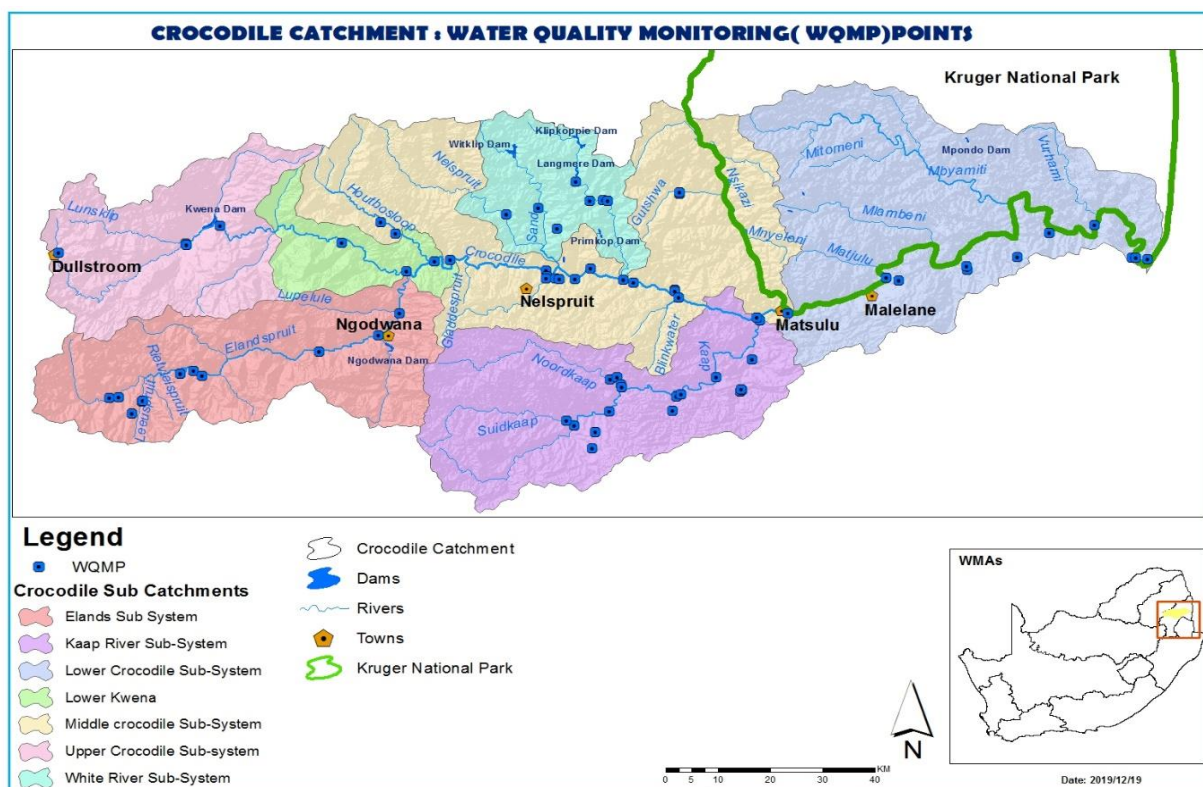 CROCODILE CATCHMENT : WATER QUALITY MONITORING( WQMP)POINTS
Kruger National Park
Klipkoppie Dam
Witklip Dam
Langmere Dam
Mpondo Dam
Vurhami
Mitomeni
Mbyamiti
Nelspruit
Nsikazi
Gutshwa
Houtbosloop
Lunsklip
Kwena Dam
Sand
Mlambeni
Primkop Dam
Mnyeleni
Matjulu
Crocodile
Dullstroom
Nelspruit
Lupelule
Gladdespruit
Malelane
Matsulu
Ngodwana
Elandspruit
Blinkwater
Kaap
Ngodwana Dam
Rietvleispruit
Noordkaap
Leeuspruit
Suidkaap
Legend
WQMP
Crocodile Sub Catchments
Elands Sub System
Kaap River Sub-System
Lower Crocodile Sub-System
Lower Kwena
Middle crocodile Sub-System
Upper Crocodile Sub-system
White River Sub-System
Crocodile Catchment
Dams
Rivers
Towns
Kruger National Park
N
KM
0 5 10 20 30 40
WMAs
Date: 2019/12/19